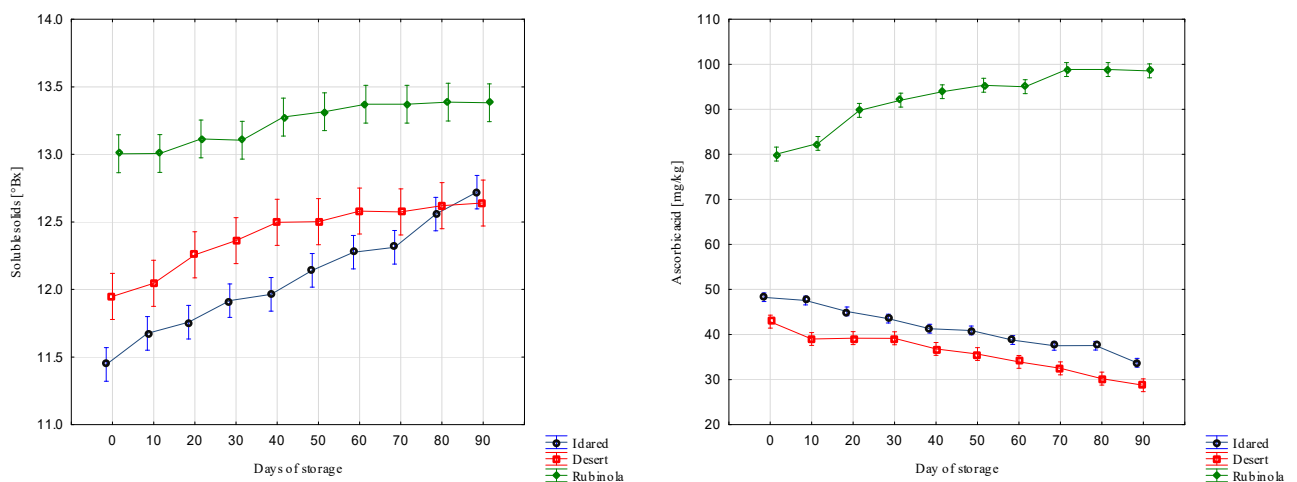 14.0
13.5
13.0
12.5
12.0
11.5
11.0
Soluble solids [°Bx]
0 10 20 30 40 50 60 70 80 90
Days of storage
Idared
Desert
Rubinola
110
100
90
80
70
60
50
40
30
20
Ascorbic acid [mg/kg]
0 10 20 30 40 50 60 70 80 90
Day of storage
Idared
Desert
Rubinola